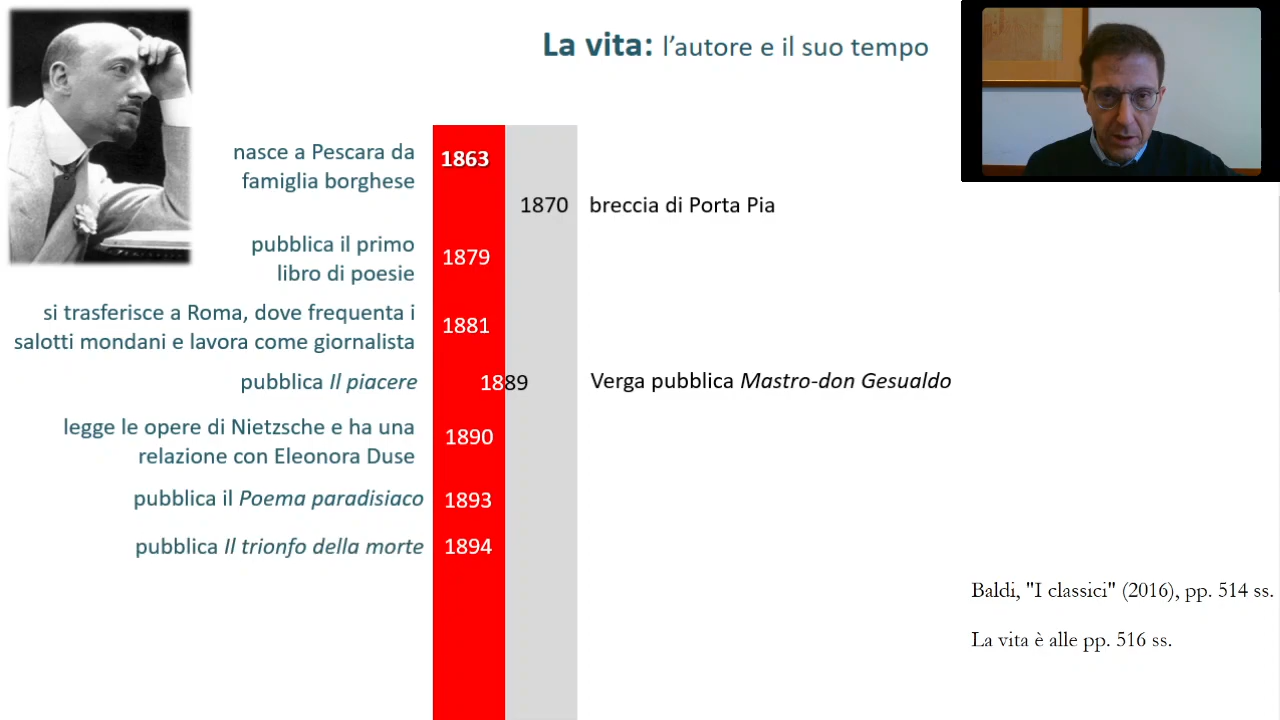 La vita: l'autore e il suo tempo
nasce a Pescara da
famiglia borghese
1863
1870 breccia di Porta Pia
pubblica il primo
libro di poesie
1879
si trasferisce a Roma, dove frequenta i
salotti mondani e lavora come giornalista
1881
pubblica Il piacere 1889 Verga pubblica Mastro-don Gesualdo
legge le opere di Nietzsche e ha una
relazione con Eleonora Duse
1890
pubblica il Poema paradisiaco 1893
pubblica Il trionfo della morte 1894
Baldi, "I classici" (2016), pp. 514 ss.
La vita è alle pp. 516 ss.